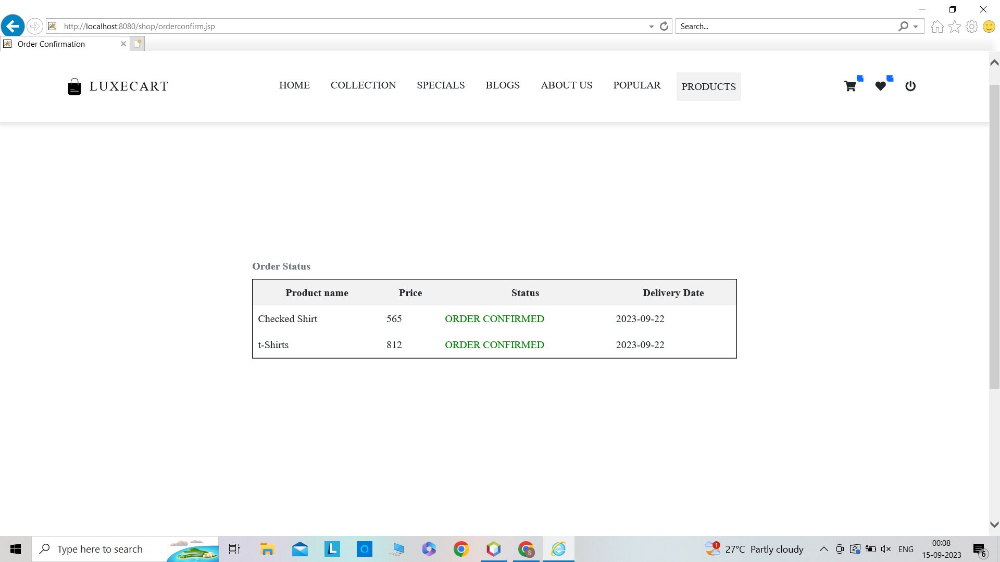 http://localhost:8080/shop/orderconfirm.jsp
Search...
Order Confirmation
LUXECART
HOME COLLECTION SPECIALS BLOGS ABOUT US POPULAR PRODUCTS
Order Status
Product name Price Status Delivery Date
Checked Shirt 565 ORDER CONFIRMED 2023-09-22
t-Shirts 812 ORDER CONFIRMED 2023-09-22
Type here to search
L
S
1
27°C Partly cloudy
ENG
00:08
15-09-2023
6